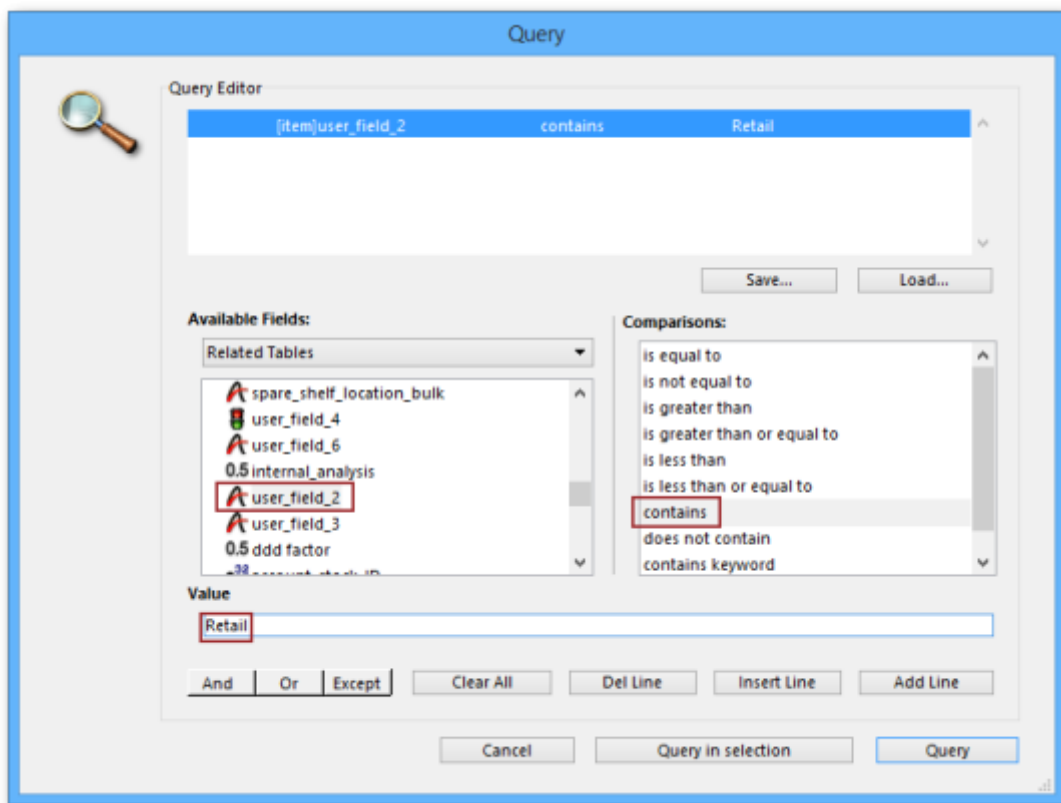 Query
Query Editor
[item]user_field_2 contains Retail
Save... Load...
Available Fields:
Related Tables
spare_shelf_location_bulk
user_field_4
user_field_6
0.5 internal_analysis
user_field_2
user_field_3
0.5 ddd factor
Comparisons:
is equal to
is not equal to
is greater than
is greater than or equal to
is less than
is less than or equal to
contains
does not contain
contains keyword
Value
Retail
And Or Except Clear All Del Line Insert Line Add Line
Cancel Query in selection Query